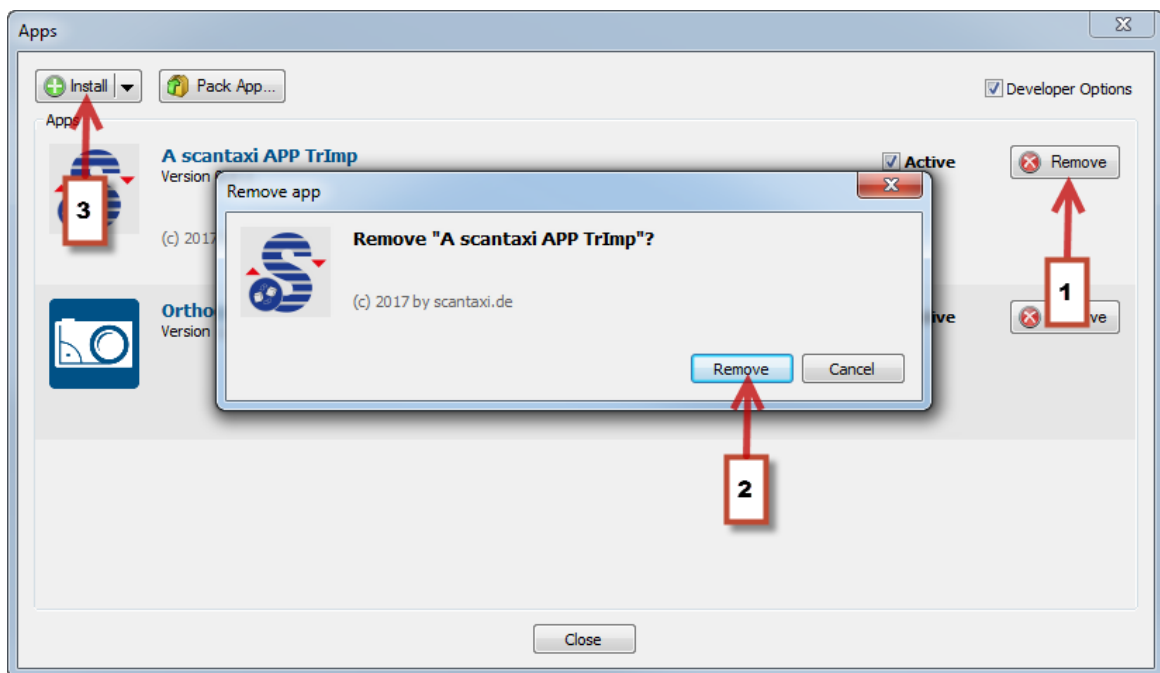 Apps
Install
Pack App...
Developer Options
Apps
A scantaxi APP TrImp
Active
Remove
Version
3
Remove app
(c) 2017
Remove "A scantaxi APP TrImp"?
(c) 2017 by scantaxi.de
1
Ortho
Version
Remove
Cancel
2
Close